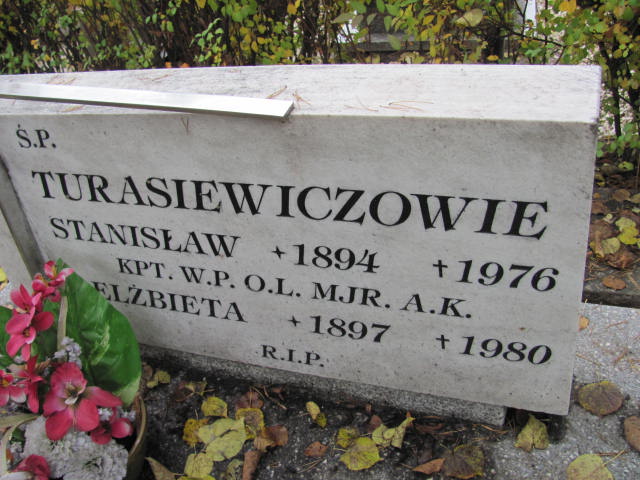 Ś.P.
TURASIEWICZOWIE
STANISŁAW +1894 †1976
KPT. W.P. O.L. MJR. A.K.
ELŻBIETA +1897 †1980
R.I.P.